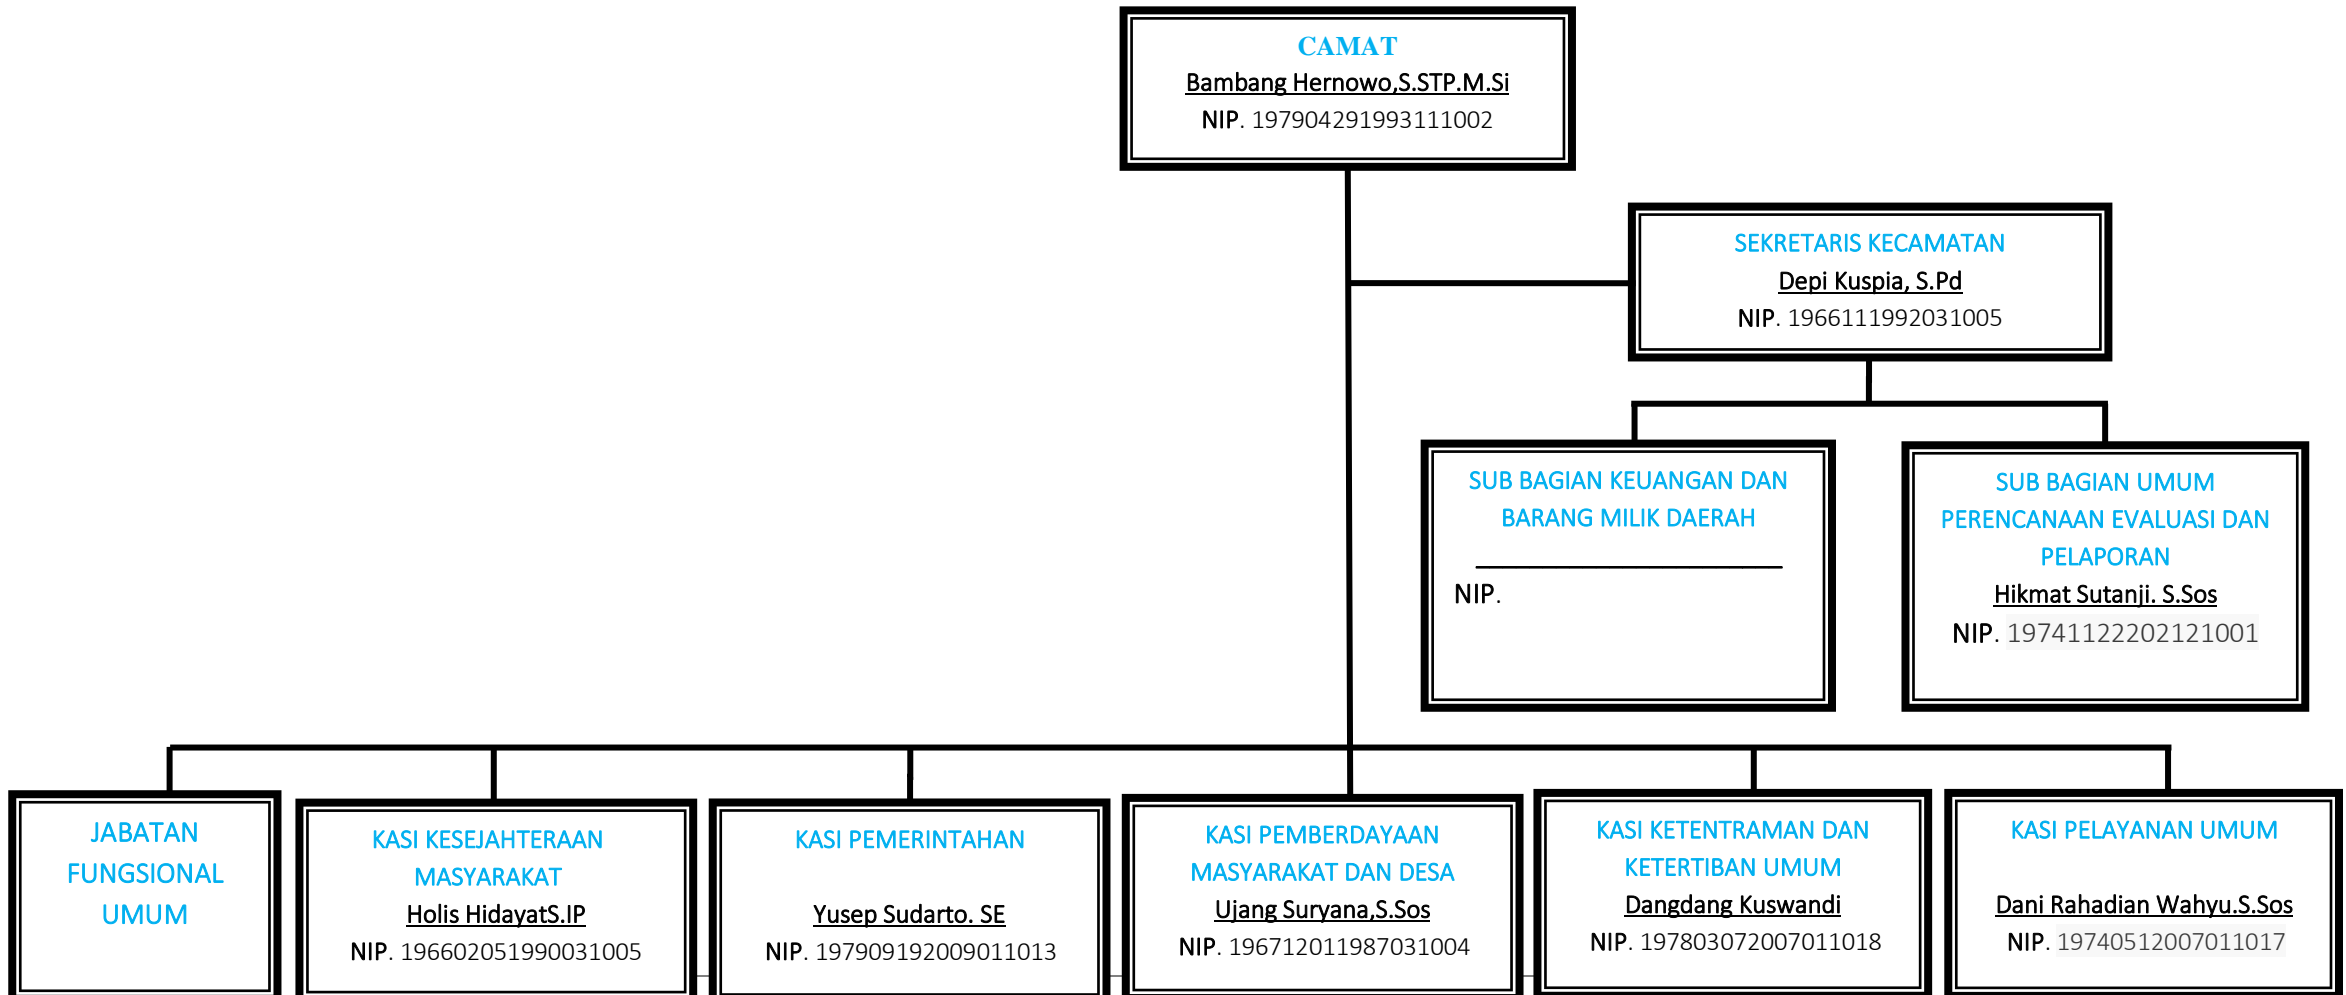 CAMAT
Bambang Hernowo,S.STP.M.Si
NIP. 197904291993111002
SEKRETARIS KECAMATAN
Depi Kuspia, S.Pd
NIP. 1966111992031005
SUB BAGIAN KEUANGAN DAN
BARANG MILIK DAERAH
NIP.
SUB BAGIAN UMUM
PERENCANAAN EVALUASI DAN
PELAPORAN
Hikmat Sutanji. S.Sos
NIP. 19741122202121001
JABATAN
FUNGSIONAL
UMUM
KASI KESEJAHTERAAN
MASYARAKAT
Holis HidayatS.IP
NIP. 196602051990031005
KASI PEMERINTAHAN
Yusep Sudarto. SE
NIP. 197909192009011013
KASI PEMBERDAYAAN
MASYARAKAT DAN DESA
Ujang Suryana,S.Sos
NIP. 196712011987031004
KASI KETENTRAMAN DAN
KETERTIBAN UMUM
Dangdang Kuswandi
NIP. 197803072007011018
KASI PELAYANAN UMUM
Dani Rahadian Wahyu.S.Sos
NIP. 19740512007011017